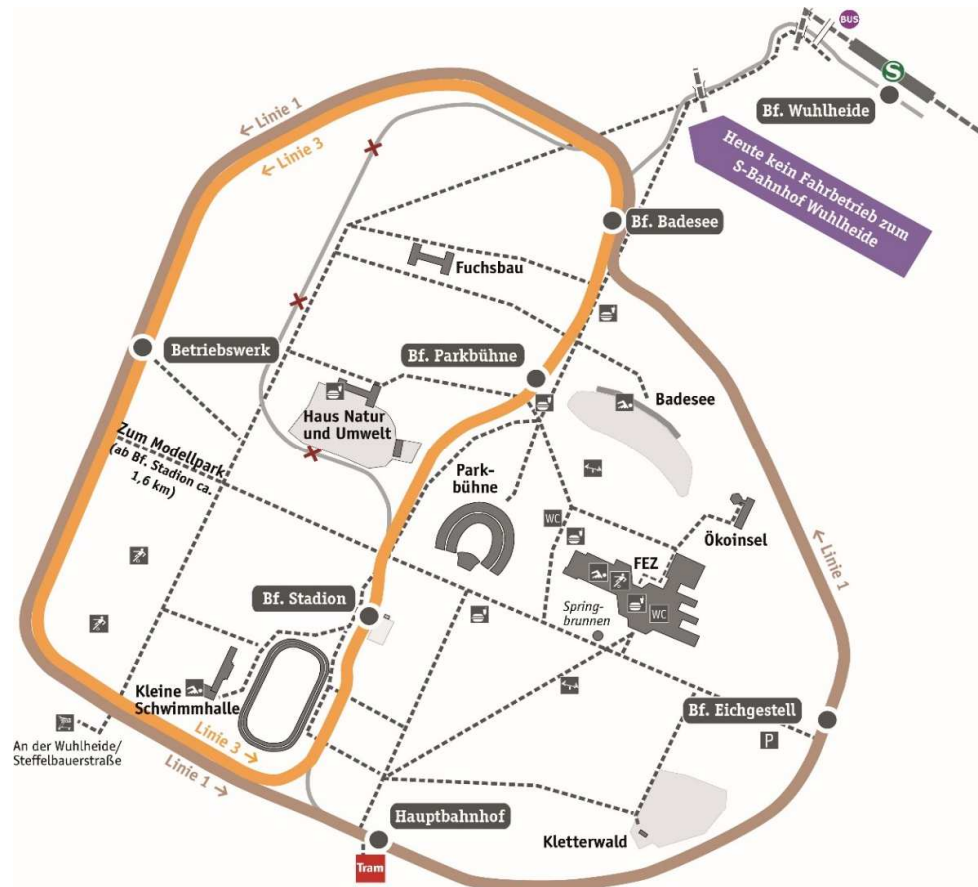 BUS
S
Bf. Wuhlheide
← Linie 1
← Linie 3
Heute kein Fahrbetrieb zum
S-Bahnhof Wuhlheide
Bf. Badesee
Fuchsbau
Betriebswerk
Bf. Parkbühne
Haus Natur
und Umwelt
Badesee
Zum Modellpark
(ab Bf. Stadion ca.
1,6 km)
Park-
bühne
WC
Ökoinsel
FEZ
← Linie 1
Bf. Stadion
Spring-
brunnen
WC
Kleine
Schwimmhalle
Bf. Eichgestell
P
An der Wuhlheide/
Steffelbauerstraße
Linie 3 →
Linie 1 →
Hauptbahnhof
Kletterwald
Tram